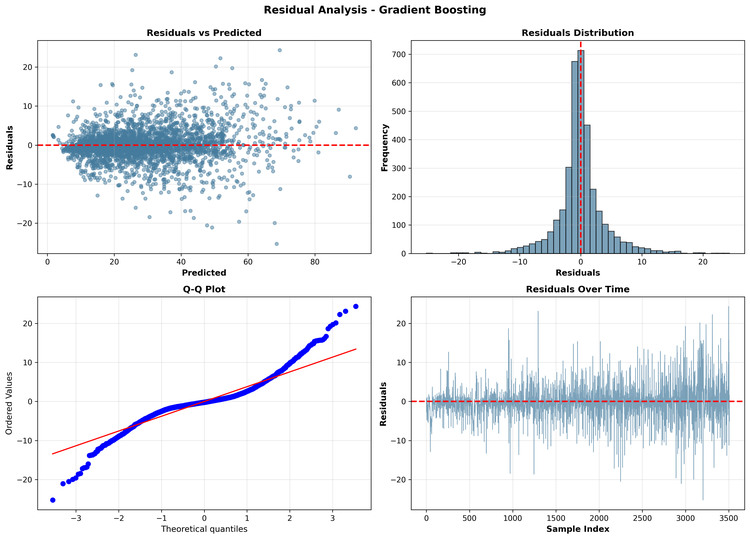 Residual Analysis - Gradient Boosting
Residuals vs Predicted
Residuals
20
10
0
−10
−20
0 20 40 60 80
Predicted
Residuals Distribution
Frequency
700
600
500
400
300
200
100
0
−20 −10 0 10 20
Residuals
Q-Q Plot
Ordered Values
20
10
0
−10
−20
−3 −2 −1 0 1 2 3
Theoretical quantiles
Residuals Over Time
Residuals
20
10
0
−10
−20
0 500 1000 1500 2000 2500 3000 3500
Sample Index